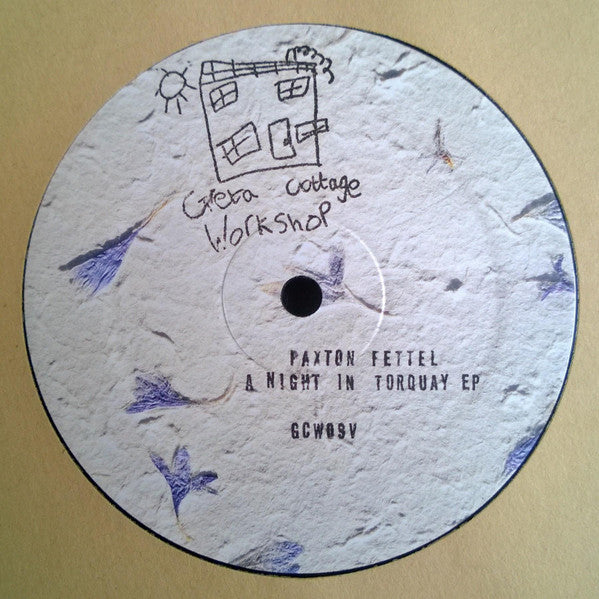 Greta Cottage
Workshop
PAXTON FETTEL
A NIGHT IN TORQUAY EP
GCW09V